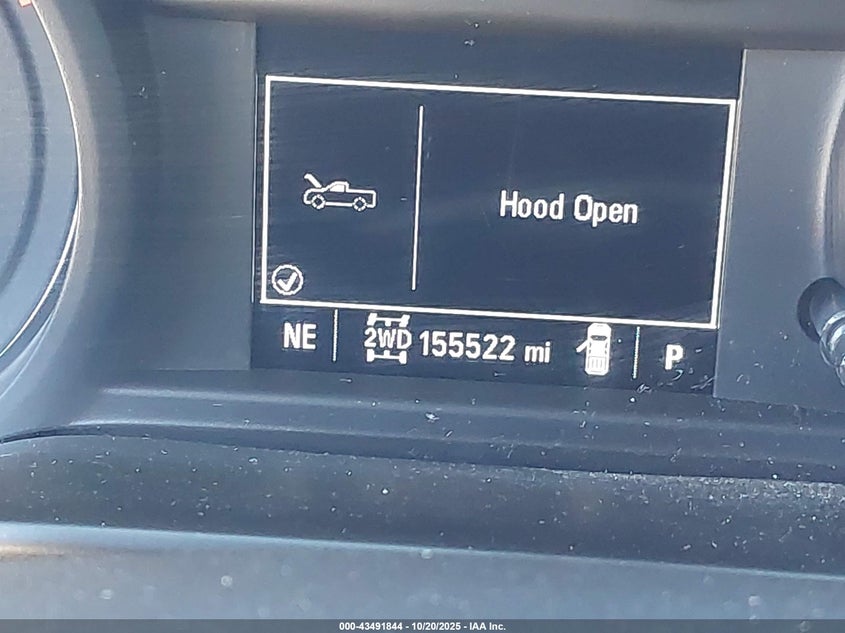 Hood Open
NE 2WD 155522 mi P
000-43491844 - 10/20/2025 - IAA Inc.